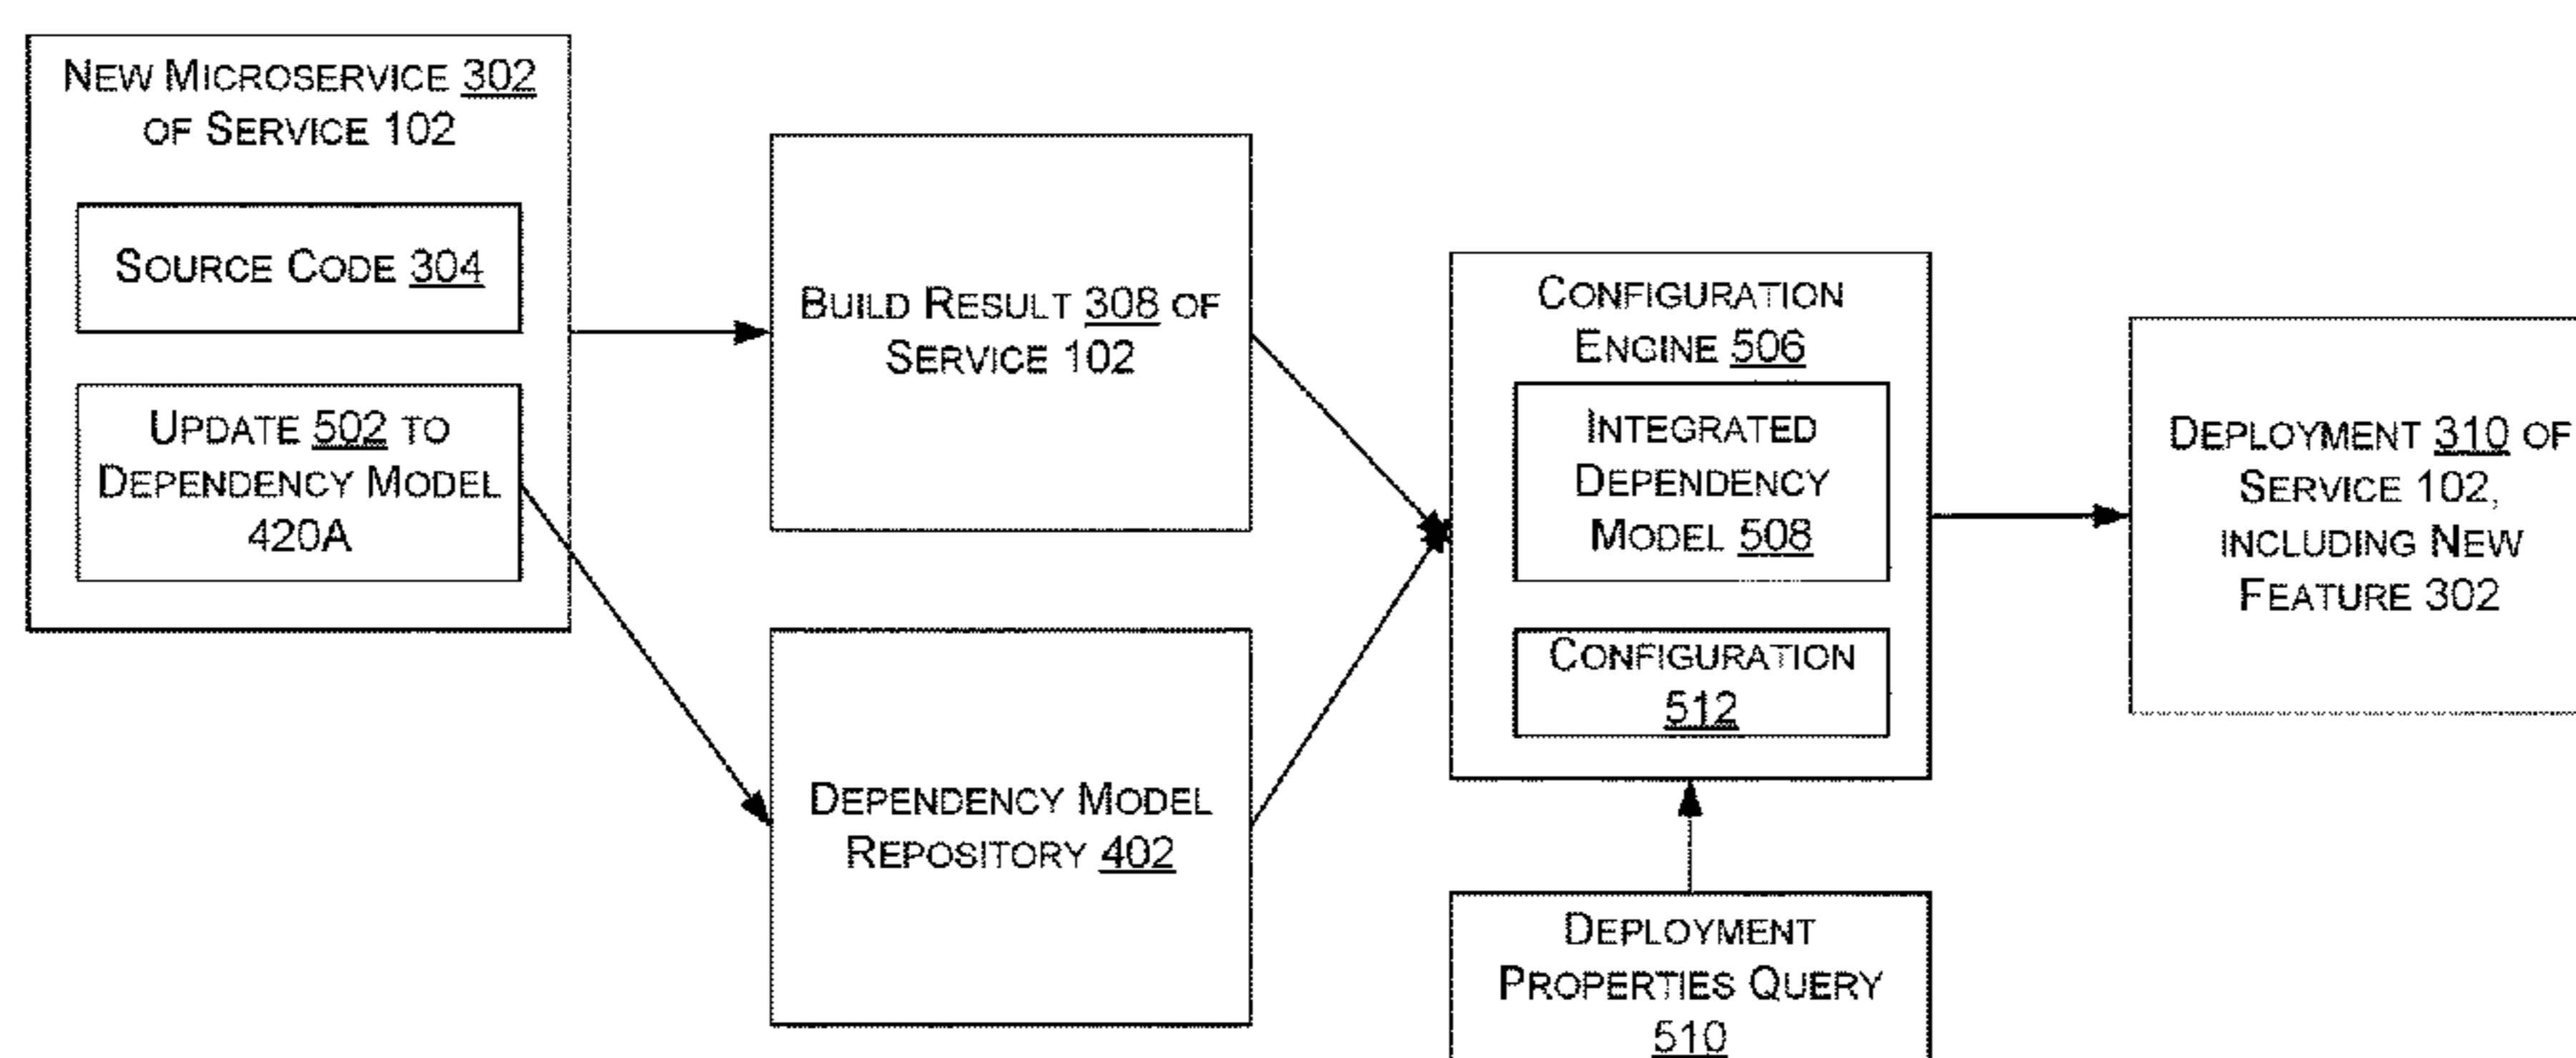 NEW MICROSERVICE 302
OF SERVICE 102
SOURCE CODE 304
UPDATE 502 TO
DEPENDENCY MODEL
420A
BUILD RESULT 308 OF
SERVICE 102
DEPENDENCY MODEL
REPOSITORY 402
CONFIGURATION
ENGINE 506
INTEGRATED
DEPENDENCY
MODEL 508
CONFIGURATION
512
DEPLOYMENT
PROPERTIES QUERY
510
DEPLOYMENT 310 OF
SERVICE 102,
INCLUDING NEW
FEATURE 302